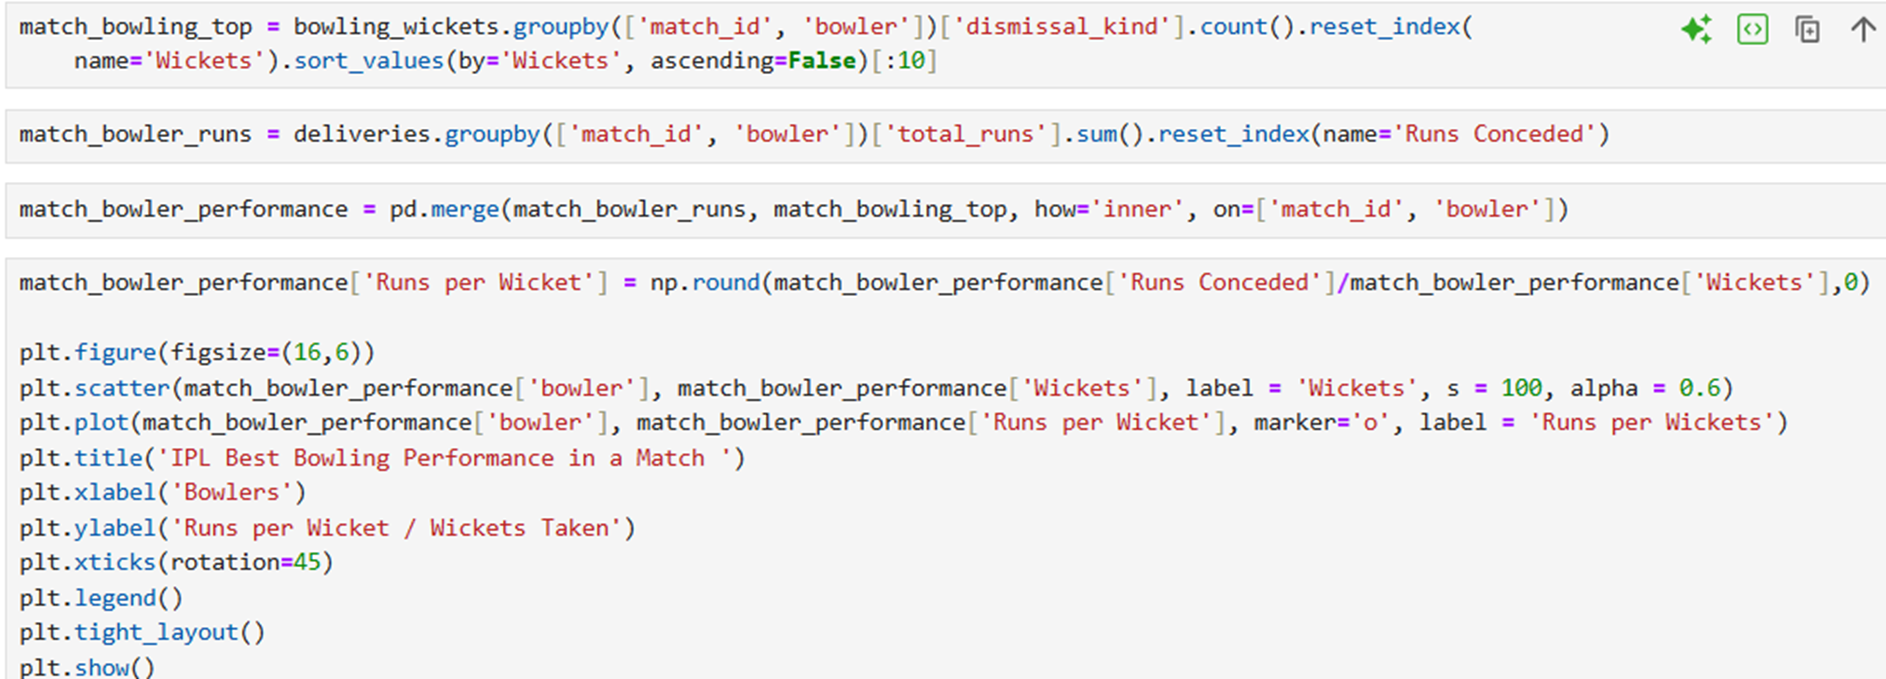 match_bowling_top = bowling_wickets.groupby(['match_id', 'bowler'])['dismissal_kind'].count().reset_index(
    name='Wickets').sort_values(by='Wickets', ascending=False)[:10]
match_bowler_runs = deliveries.groupby(['match_id', 'bowler'])['total_runs'].sum().reset_index(name='Runs Conceded')
match_bowler_performance = pd.merge(match_bowler_runs, match_bowling_top, how='inner', on=['match_id', 'bowler'])
match_bowler_performance['Runs per Wicket'] = np.round(match_bowler_performance['Runs Conceded']/match_bowler_performance['Wickets'],0)
plt.figure(figsize=(16,6))
plt.scatter(match_bowler_performance['bowler'], match_bowler_performance['Wickets'], label = 'Wickets', s = 100, alpha = 0.6)
plt.plot(match_bowler_performance['bowler'], match_bowler_performance['Runs per Wicket'], marker='o', label = 'Runs per Wickets')
plt.title('IPL Best Bowling Performance in a Match ')
plt.xlabel('Bowlers')
plt.ylabel('Runs per Wicket / Wickets Taken')
plt.xticks(rotation=45)
plt.legend()
plt.tight_layout()
plt.show()